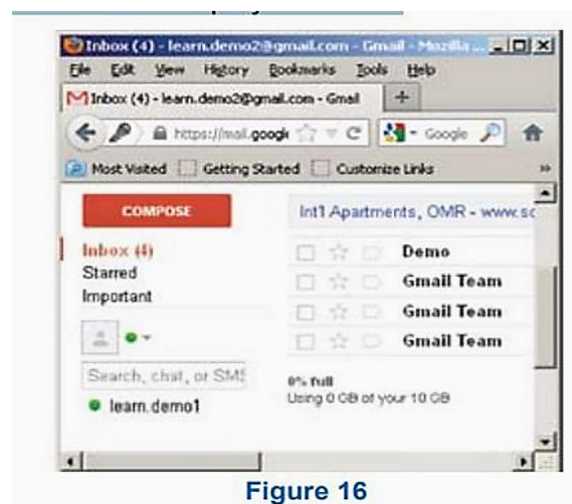 Inbox (4) - learn.demo2@gmail.com - Gmail - Mozilla ...
File Edit View History Bookmarks Tools Help
Inbox (4) - learn.demo2@gmail.com - Gmail
https://mail.googl Google
Most Visited Getting Started Customize Links
COMPOSE
Int'l Apartments, OMR - www.sc
Inbox (4)
Demo
Starred
Gmail Team
Important
Gmail Team
Gmail Team
Search, chat, or SMS
0% full
Using 0 GB of your 10 GB
learn.demo1
Figure 16